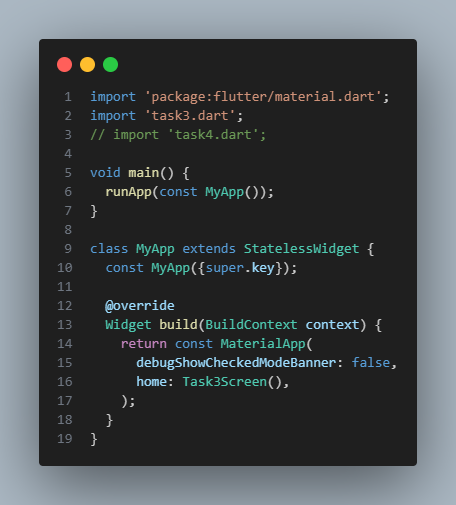 1 import 'package:flutter/material.dart';
2 import 'task3.dart';
3 // import 'task4.dart';
4
5 void main() {
6   runApp(const MyApp());
7 }
8
9 class MyApp extends StatelessWidget {
10   const MyApp({super.key});
11
12   @override
13   Widget build(BuildContext context) {
14     return const MaterialApp(
15       debugShowCheckedModeBanner: false,
16       home: Task3Screen(),
17     );
18   }
19 }